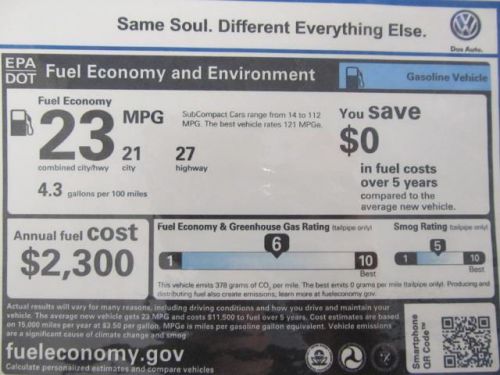 Same Soul. Different Everything Else.
Das Auto.
EPA
DOT
Fuel Economy and Environment
Gasoline Vehicle
Fuel Economy
23 MPG
SubCompact Cars range from 14 to 112
MPG. The best vehicle rates 121 MPGe.
21 27
combined city/hwy city highway
4.3 gallons per 100 miles
You save
$0
in fuel costs
over 5 years
compared to the
average new vehicle.
Annual fuel cost
$2,300
Fuel Economy & Greenhouse Gas Rating (tailpipe only)
6
1 10
Best
Smog Rating (tailpipe only)
5
1 10
Best
This vehicle emits 378 grams of CO2 per mile. The best emits 0 grams per mile (tailpipe only). Producing and
distributing fuel also create emissions; learn more at fueleconomy.gov.
Actual results will vary for many reasons, including driving conditions and how you drive and maintain your
vehicle. The average new vehicle gets 23 MPG and costs $11,500 to fuel over 5 years. Cost estimates are based
on 15,000 miles per year at $3.50 per gallon. MPGe is miles per gasoline gallon equivalent. Vehicle emissions
are a significant cause of climate change and smog.
fueleconomy.gov
Calculate personalized estimates and compare vehicles
Smartphone
QR Code™